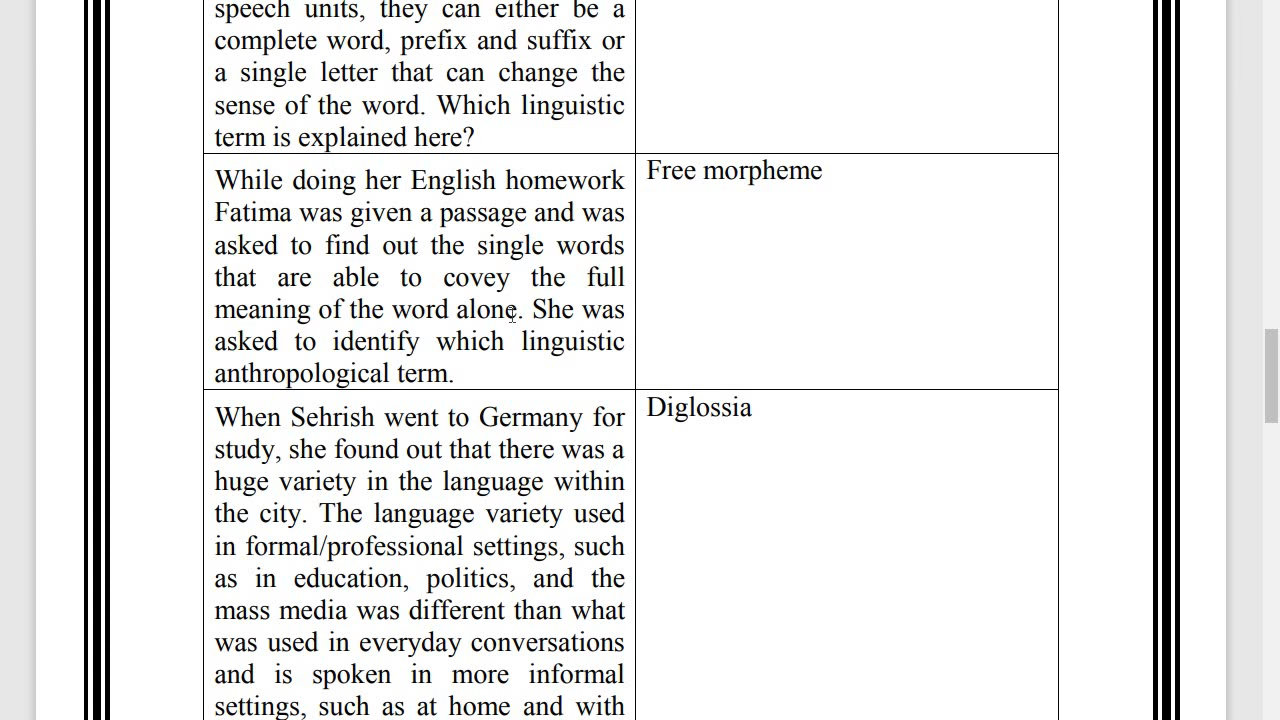 speech units, they can either be a
complete word, prefix and suffix or
a single letter that can change the
sense of the word. Which linguistic
term is explained here?
While doing her English homework
Fatima was given a passage and was
asked to find out the single words
that are able to covey the full
meaning of the word alone. She was
asked to identify which linguistic
anthropological term.
Free morpheme
When Sehrish went to Germany for
study, she found out that there was a
huge variety in the language within
the city. The language variety used
in formal/professional settings, such
as in education, politics, and the
mass media was different than what
was used in everyday conversations
and is spoken in more informal
settings, such as at home and with
Diglossia